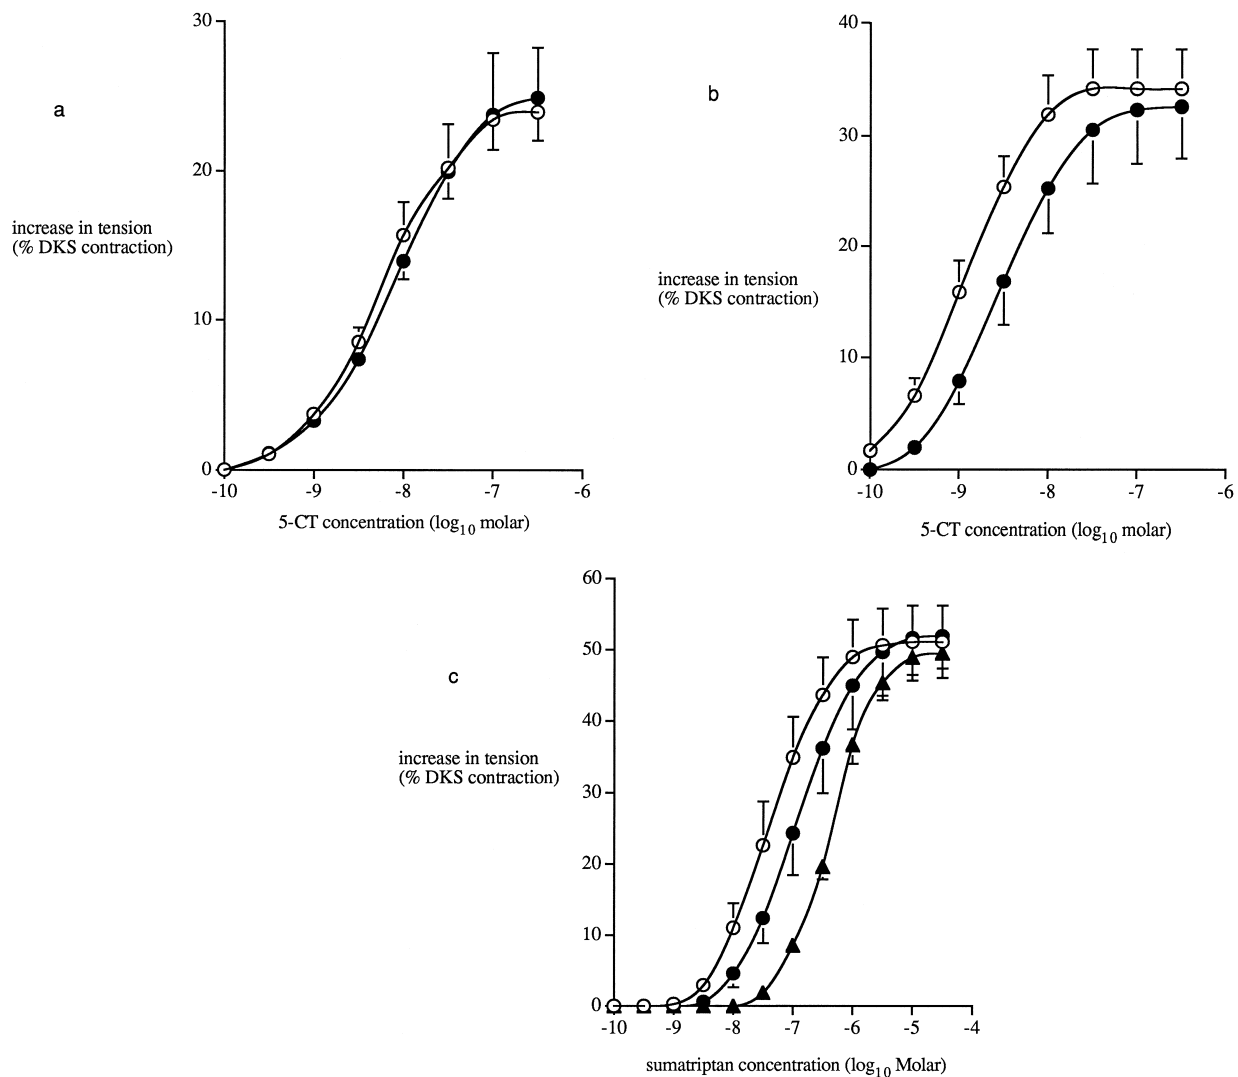 a
30
20
10
0
increase in tension
(% DKS contraction)
-10 -9 -8 -7 -6
5-CT concentration (log10 molar)
b
40
30
20
10
0
increase in tension
(% DKS contraction)
-10 -9 -8 -7 -6
5-CT concentration (log10 molar)
c
60
50
40
30
20
10
0
increase in tension
(% DKS contraction)
-10 -9 -8 -7 -6 -5 -4
sumatriptan concentration (log10 Molar)